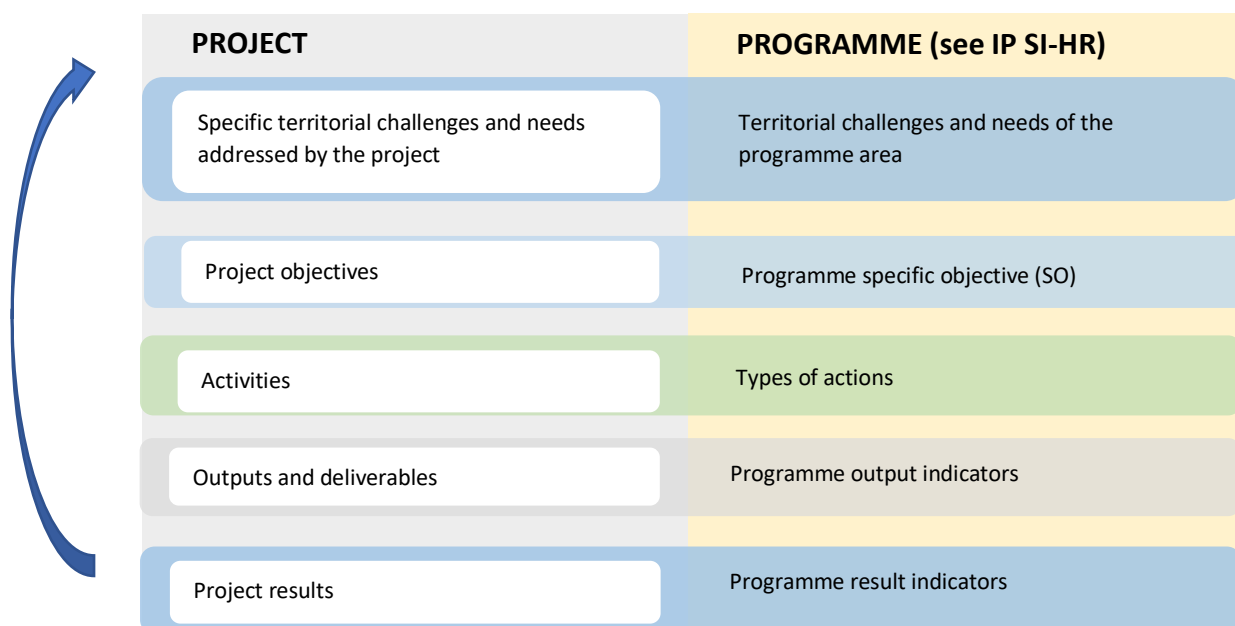 PROJECT
PROGRAMME (see IP SI-HR)
Specific territorial challenges and needs
addressed by the project
Territorial challenges and needs of the
programme area
Project objectives
Programme specific objective (SO)
Activities
Types of actions
Outputs and deliverables
Programme output indicators
Project results
Programme result indicators